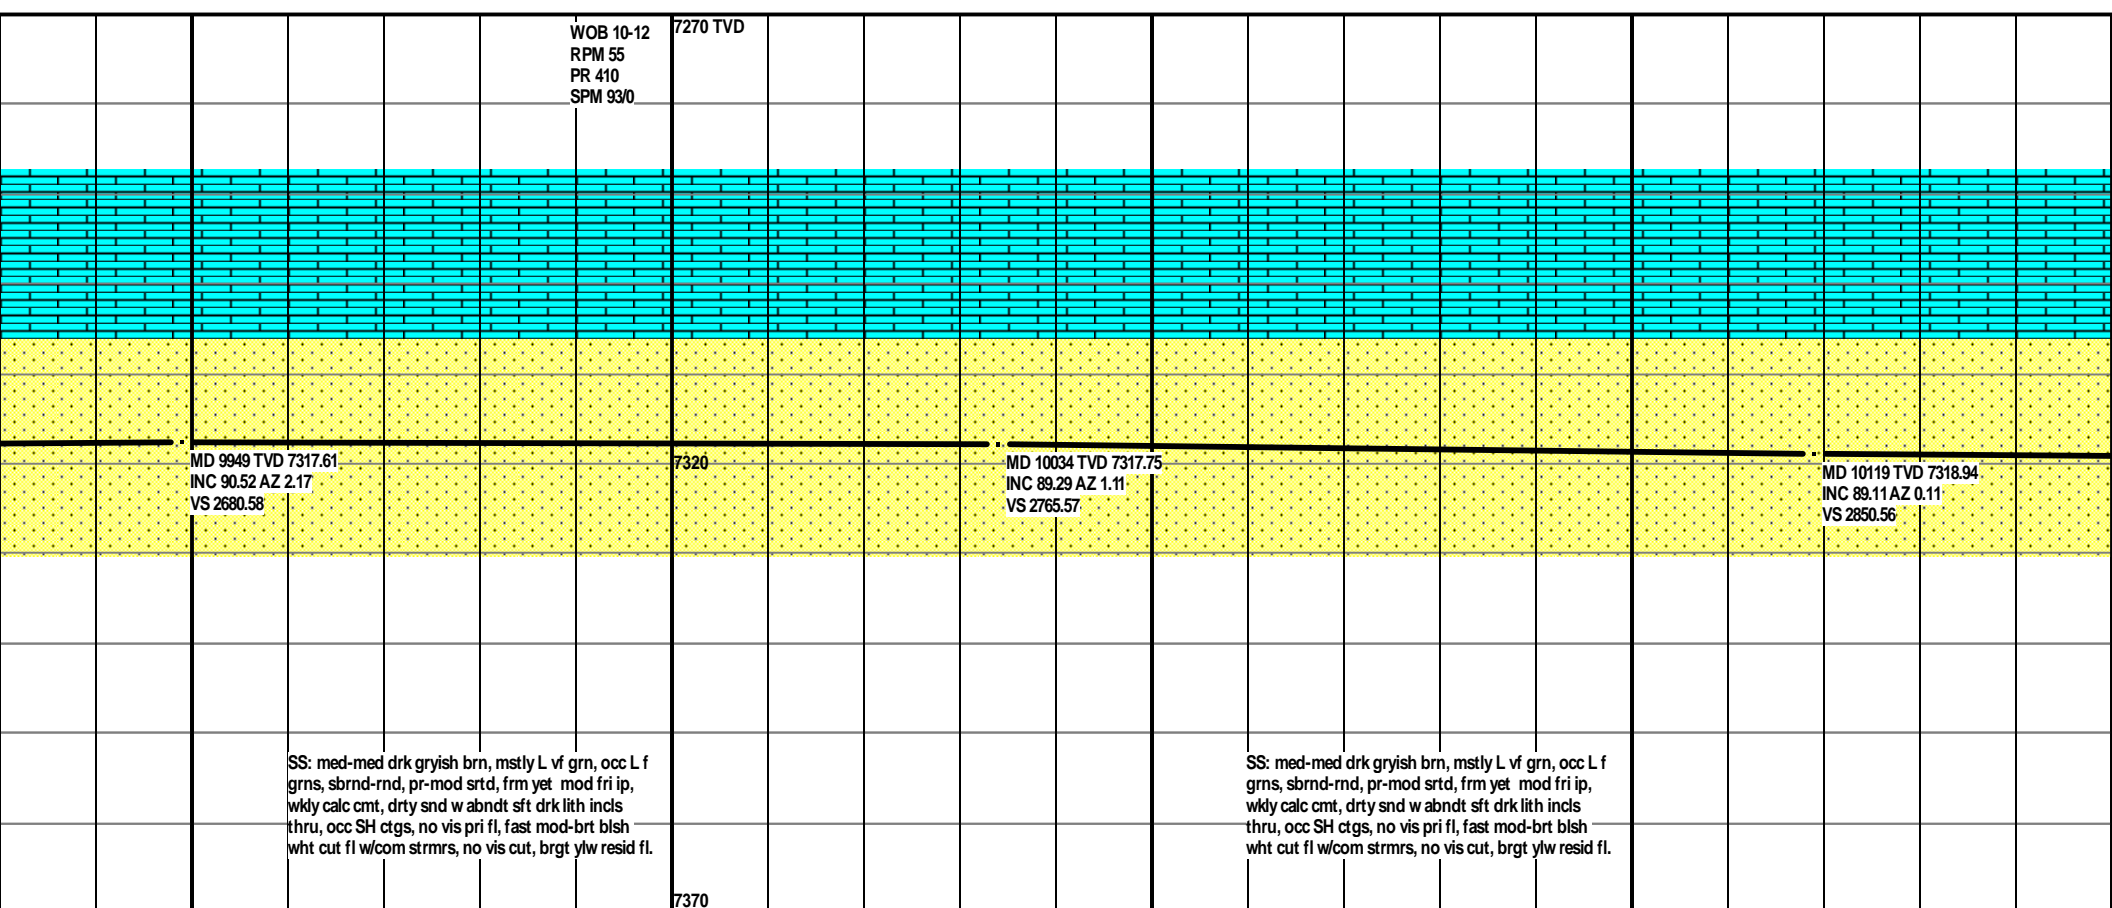 WOB 10-12
RPM 55
PR 410
SPM 93/0
7270 TVD
MD 9949 TVD 7317.61
INC 90.52 AZ 2.17
VS 2680.58
7320
MD 10034 TVD 7317.75
INC 89.29 AZ 1.11
VS 2765.57
MD 10119 TVD 7318.94
INC 89.11 AZ 0.11
VS 2850.56
SS: med-med drk gryish brn, mstly L vf grn, occ L f
grns, sbrnd-rnd, pr-mod srtd, frm yet mod fri ip,
wkly calc cmt, drty snd w abndt sft drk lith incls
thru, occ SH ctgs, no vis pri fl, fast mod-brt blsh
wht cut fl w/com strmrs, no vis cut, brgt ylw resid fl.
SS: med-med drk gryish brn, mstly L vf grn, occ L f
grns, sbrnd-rnd, pr-mod srtd, frm yet mod fri ip,
wkly calc cmt, drty snd w abndt sft drk lith incls
thru, occ SH ctgs, no vis pri fl, fast mod-brt blsh
wht cut fl w/com strmrs, no vis cut, brgt ylw resid fl.
7370